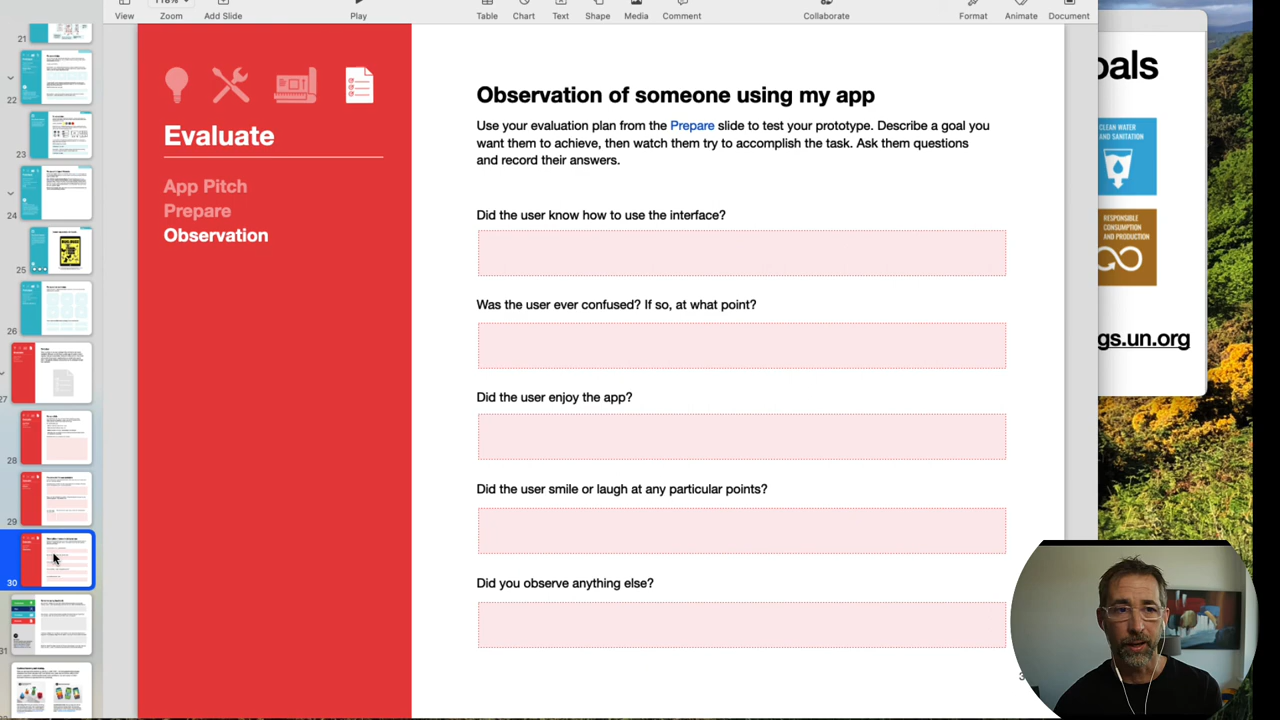 View
118%
Zoom
Add Slide
Play
Table
Chart
Text
Shape
Media
Comment
Collaborate
Format
Animate
Document
21
22
23
24
25
26
27
28
29
30
31
Evaluate
App Pitch
Prepare
Observation
Observation of someone using my app
Use your evaluation plan from the Prepare slide to test your prototype. Describe a goal you
want them to achieve, then watch them try to accomplish the task. Ask them questions
and record their answers.
Did the user know how to use the interface?
Was the user ever confused? If so, at what point?
Did the user enjoy the app?
Did the user smile or laugh at any particular points?
Did you observe anything else?
oals
CLEAN WATER
AND SANITATION
RESPONSIBLE
CONSUMPTION
AND PRODUCTION
gs.un.org